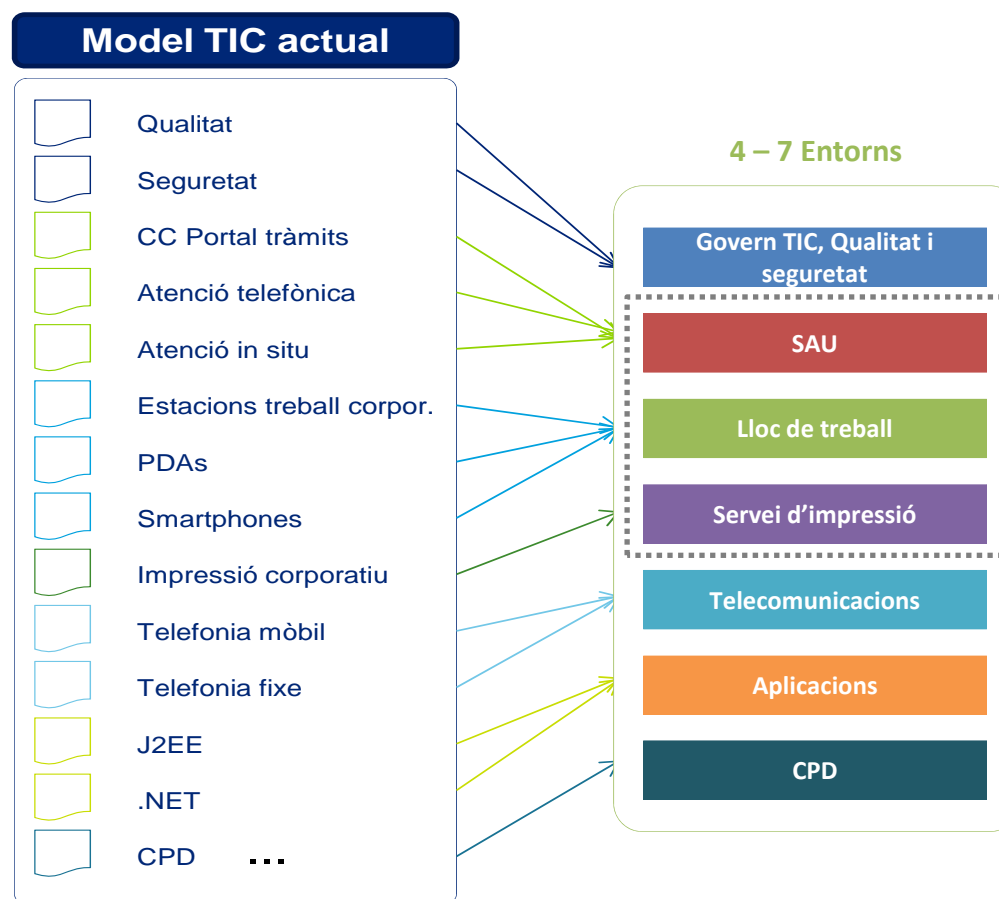 Model TIC actual
Qualitat
Seguretat
CC Portal tràmits
Atenció telefònica
Atenció in situ
Estacions treball corpor.
PDAs
Smartphones
Impressió corporatiu
Telefonia mòbil
Telefonia fixe
J2EE
.NET
CPD ...
4 – 7 Entorns
Govern TIC, Qualitat i
seguretat
SAU
Lloc de treball
Servei d’impressió
Telecomunicacions
Aplicacions
CPD